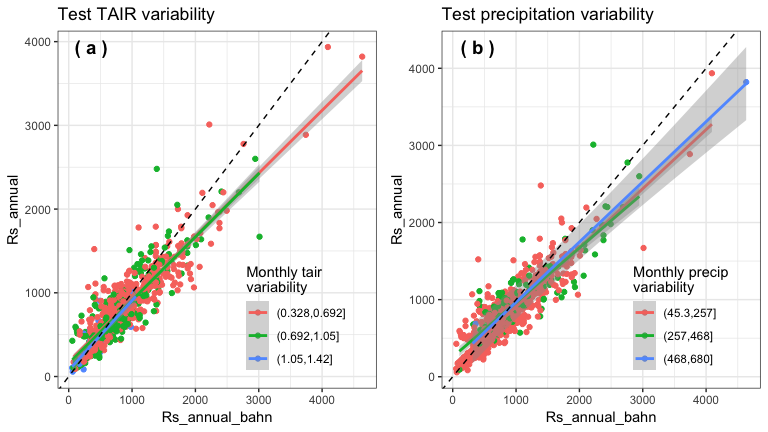 Test TAIR variability
( a )
4000
3000
2000
1000
0
Rs_annual
0 1000 2000 3000 4000
Rs_annual_bahn
Monthly tair
variability
(0.328,0.692]
(0.692,1.05]
(1.05,1.42]
Test precipitation variability
( b )
4000
3000
2000
1000
0
Rs_annual
0 1000 2000 3000 4000
Rs_annual_bahn
Monthly precip
variability
(45.3,257]
(257,468]
(468,680]